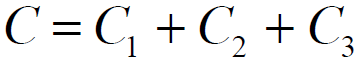 C = C₁ + C₂ + C₃